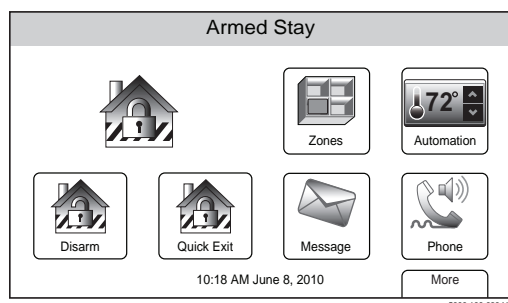 Armed Stay
72°
Zones
Automation
Disarm
Quick Exit
Message
Phone
10:18 AM June 8, 2010
More